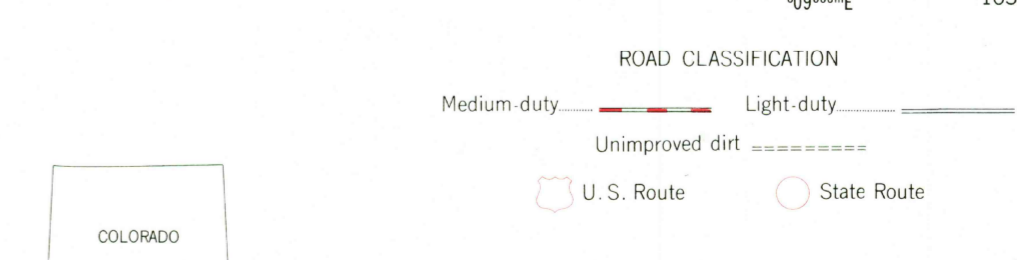 ROAD CLASSIFICATION
Medium-duty Light-duty
Unimproved dirt
U. S. Route State Route
COLORADO